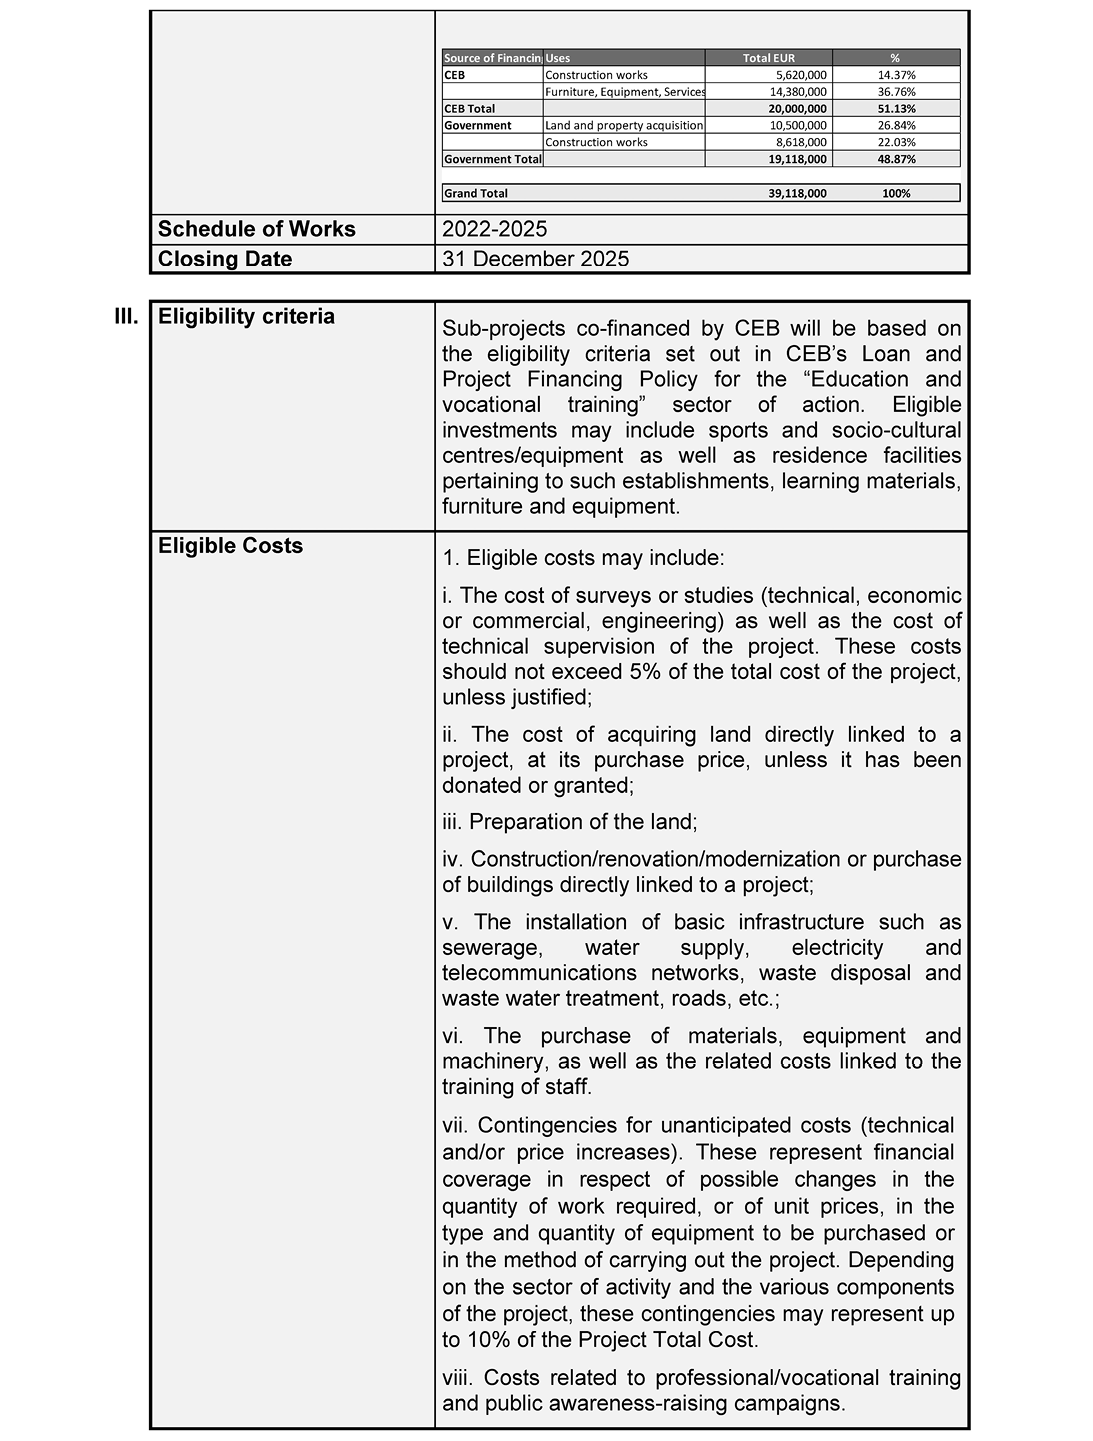 Source of Financin Uses Total EUR %
CEB Construction works 5,620,000 14.37%
Furniture, Equipment, Services 14,380,000 36.76%
CEB Total 20,000,000 51.13%
Government Land and property acquisition 10,500,000 26.84%
Construction works 8,618,000 22.03%
Government Total 19,118,000 48.87%
Grand Total 39,118,000 100%
Schedule of Works 2022-2025
Closing Date 31 December 2025
III. Eligibility criteria
Sub-projects co-financed by CEB will be based on
the eligibility criteria set out in CEB's Loan and
Project Financing Policy for the “Education and
vocational training” sector of action. Eligible
investments may include sports and socio-cultural
centres/equipment as well as residence facilities
pertaining to such establishments, learning materials,
furniture and equipment.
Eligible Costs
1. Eligible costs may include:
i. The cost of surveys or studies (technical, economic
or commercial, engineering) as well as the cost of
technical supervision of the project. These costs
should not exceed 5% of the total cost of the project,
unless justified;
ii. The cost of acquiring land directly linked to a
project, at its purchase price, unless it has been
donated or granted;
iii. Preparation of the land;
iv. Construction/renovation/modernization or purchase
of buildings directly linked to a project;
v. The installation of basic infrastructure such as
sewerage, water supply, electricity and
telecommunications networks, waste disposal and
waste water treatment, roads, etc.;
vi. The purchase of materials, equipment and
machinery, as well as the related costs linked to the
training of staff.
vii. Contingencies for unanticipated costs (technical
and/or price increases). These represent financial
coverage in respect of possible changes in the
quantity of work required, or of unit prices, in the
type and quantity of equipment to be purchased or
in the method of carrying out the project. Depending
on the sector of activity and the various components
of the project, these contingencies may represent up
to 10% of the Project Total Cost.
viii. Costs related to professional/vocational training
and public awareness-raising campaigns.